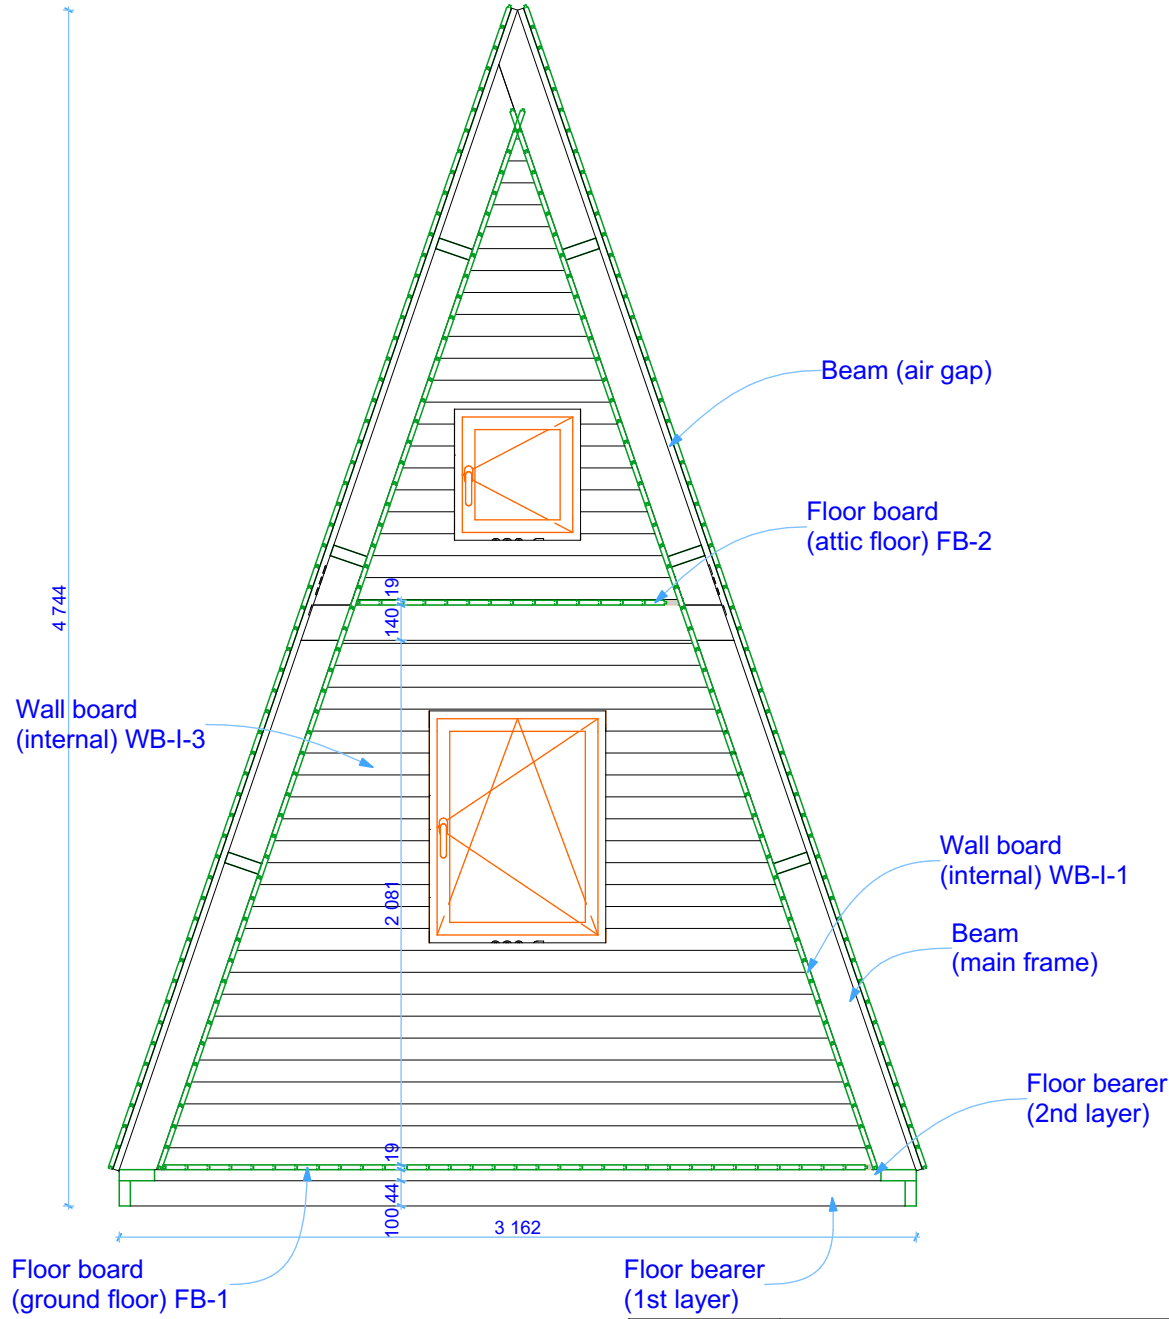 Beam (air gap)
Floor board
(attic floor) FB-2
19
140
4 744
Wall board
(internal) WB-I-3
Wall board
(internal) WB-I-1
2 081
Beam
(main frame)
Floor bearer
(2nd layer)
19
44
100
3 162
Floor board
(ground floor) FB-1
Floor bearer
(1st layer)